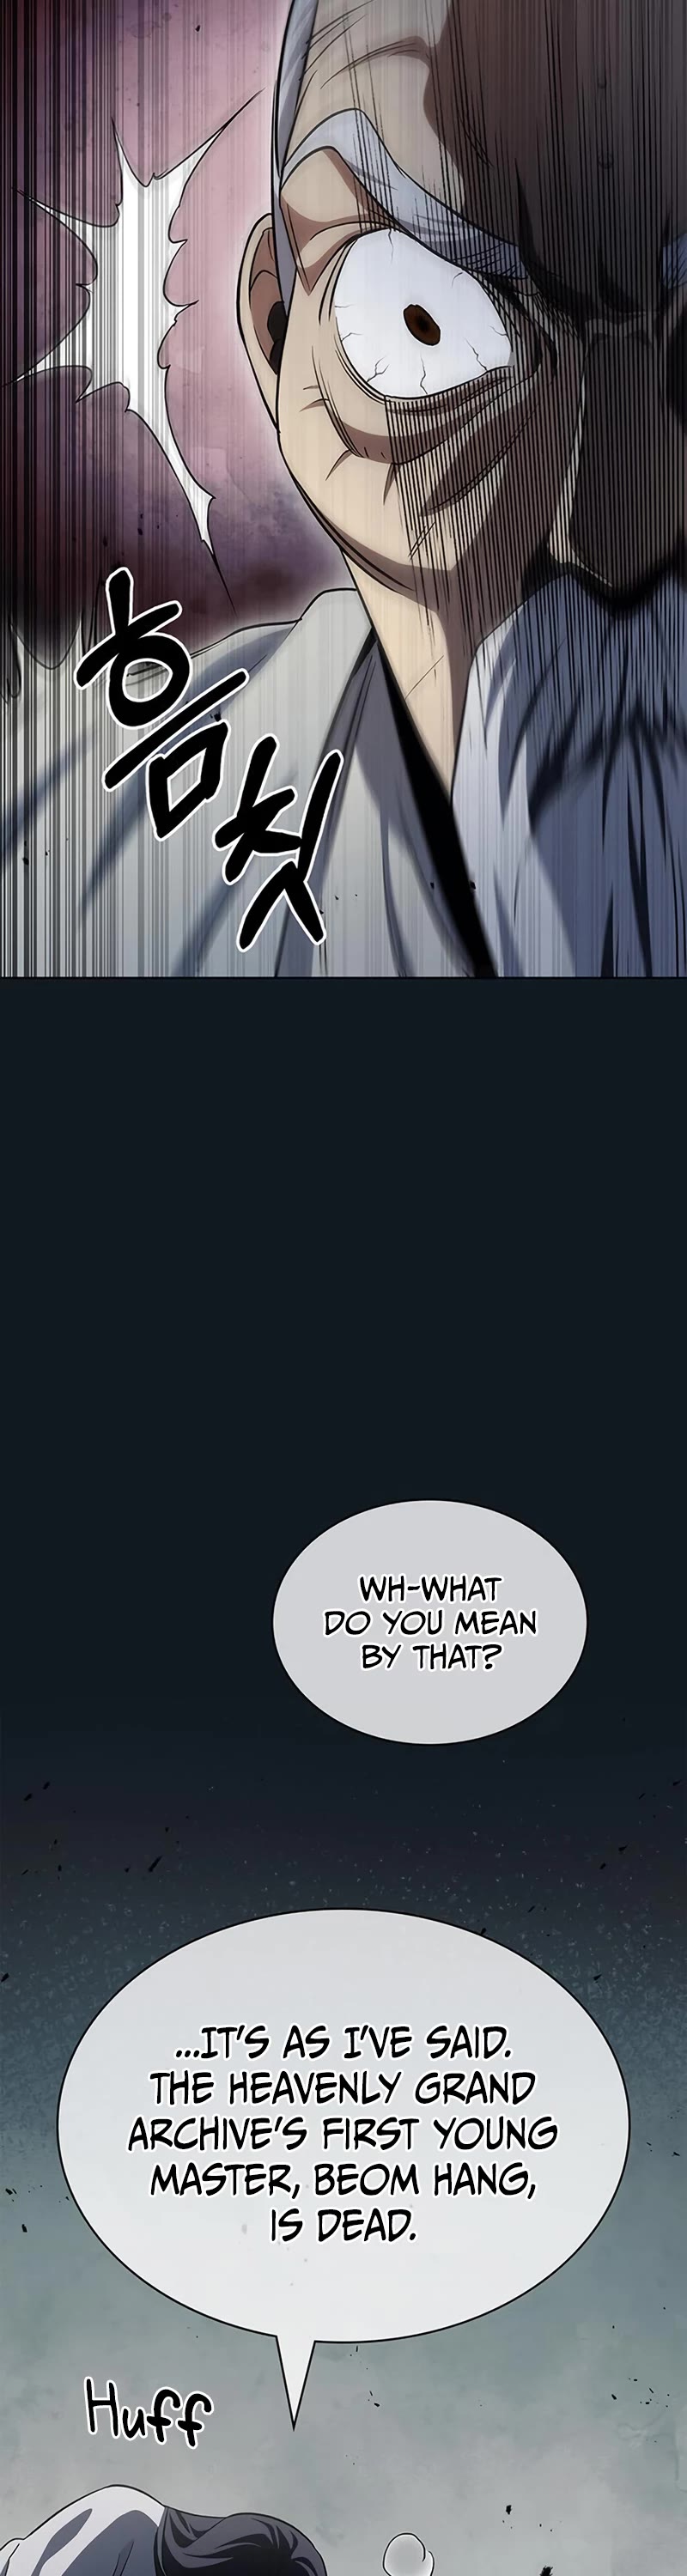 흠칫
WH-WHAT
DO YOU MEAN
BY THAT?
...IT'S AS I'VE SAID.
THE HEAVENLY GRAND
ARCHIVE'S FIRST YOUNG
MASTER, BEOM HANG,
IS DEAD.
Huff